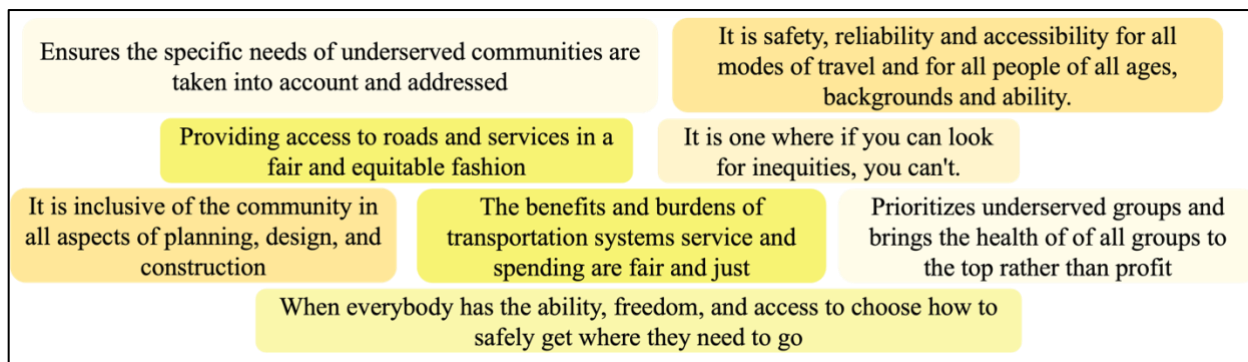 Ensures the specific needs of underserved communities are
taken into account and addressed
It is safety, reliability and accessibility for all
modes of travel and for all people of all ages,
backgrounds and ability.
Providing access to roads and services in a
fair and equitable fashion
It is one where if you can look
for inequities, you can't.
It is inclusive of the community in
all aspects of planning, design, and
construction
The benefits and burdens of
transportation systems service and
spending are fair and just
Prioritizes underserved groups and
brings the health of of all groups to
the top rather than profit
When everybody has the ability, freedom, and access to choose how to
safely get where they need to go